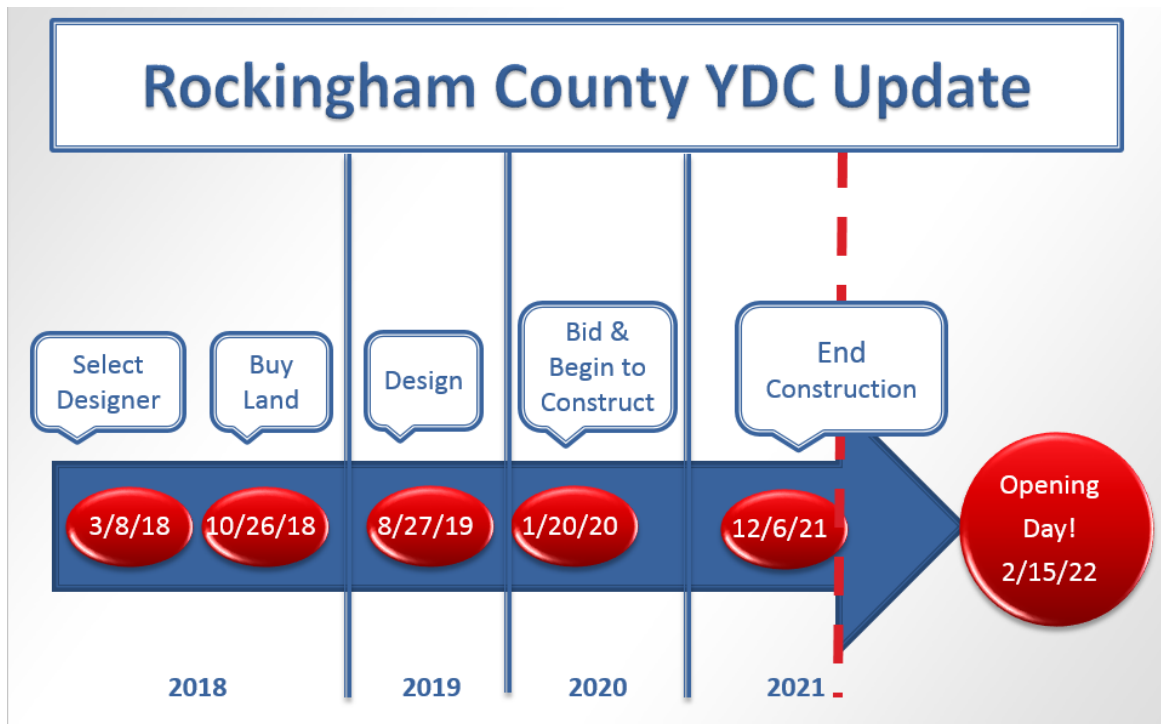 Rockingham County YDC Update
Select
Designer
Buy
Land
Design
Bid &
Begin to
Construct
End
Construction
3/8/18
10/26/18
8/27/19
1/20/20
12/6/21
Opening
Day!
2/15/22
2018
2019
2020
2021